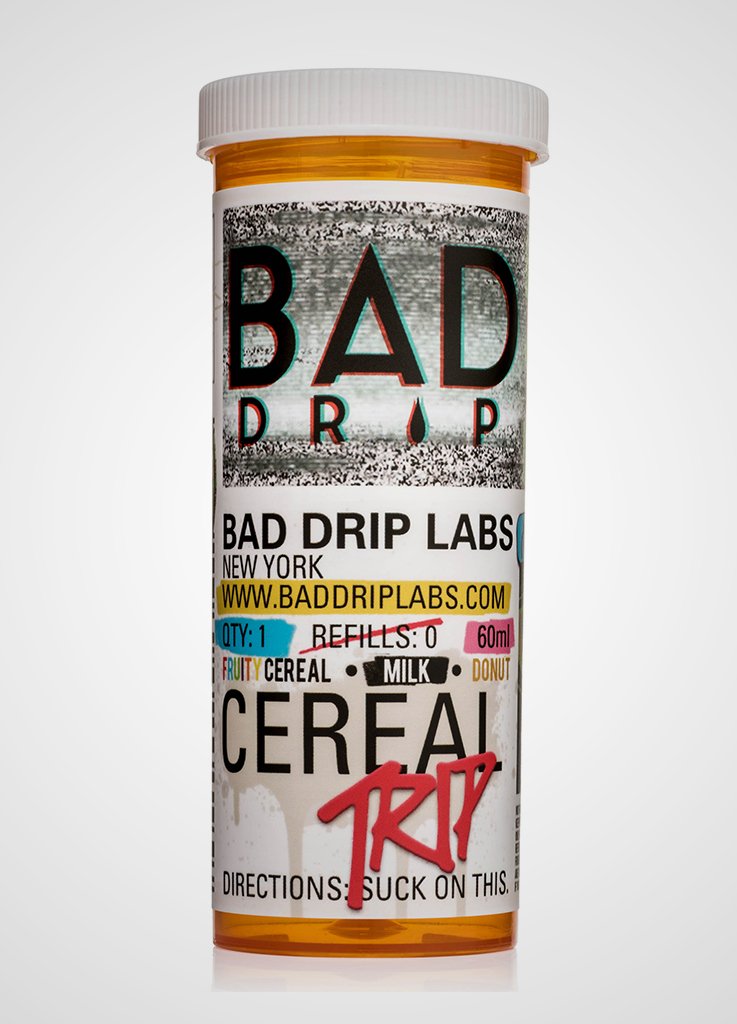 BAD
DRIP
BAD DRIP LABS
NEW YORK
WWW.BADDRIPLABS.COM
QTY: 1 REFILLS: 0 60ml
FRUITY CEREAL • MILK • DONUT
CEREAL
TRIP
DIRECTIONS: SUCK ON THIS.